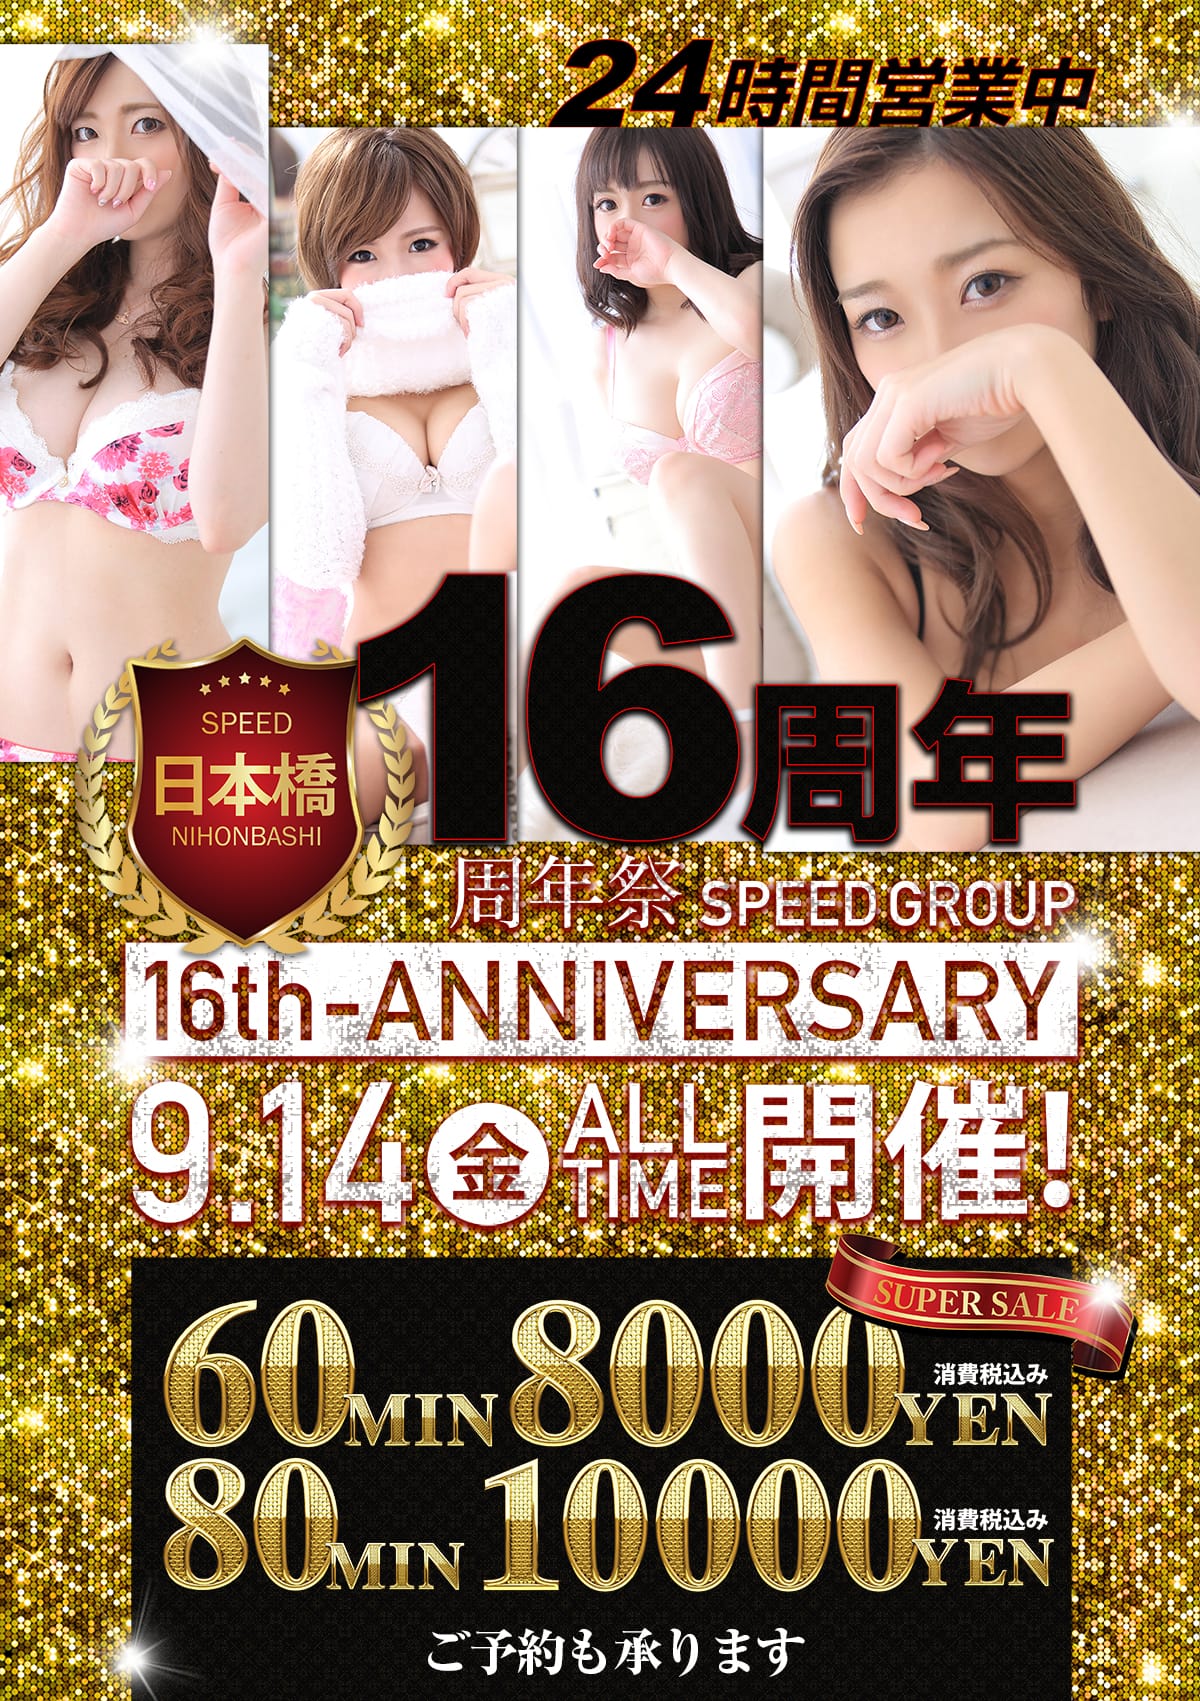 24時間営業中
16周年
SPEED
日本橋
NIHONBASHI
周年祭 SPEED GROUP
16th-ANNIVERSARY
9.14 金 ALL TIME 開催!
SUPER SALE
60MIN 8000YEN 消費税込み
80MIN 10000YEN 消費税込み
ご予約も承ります